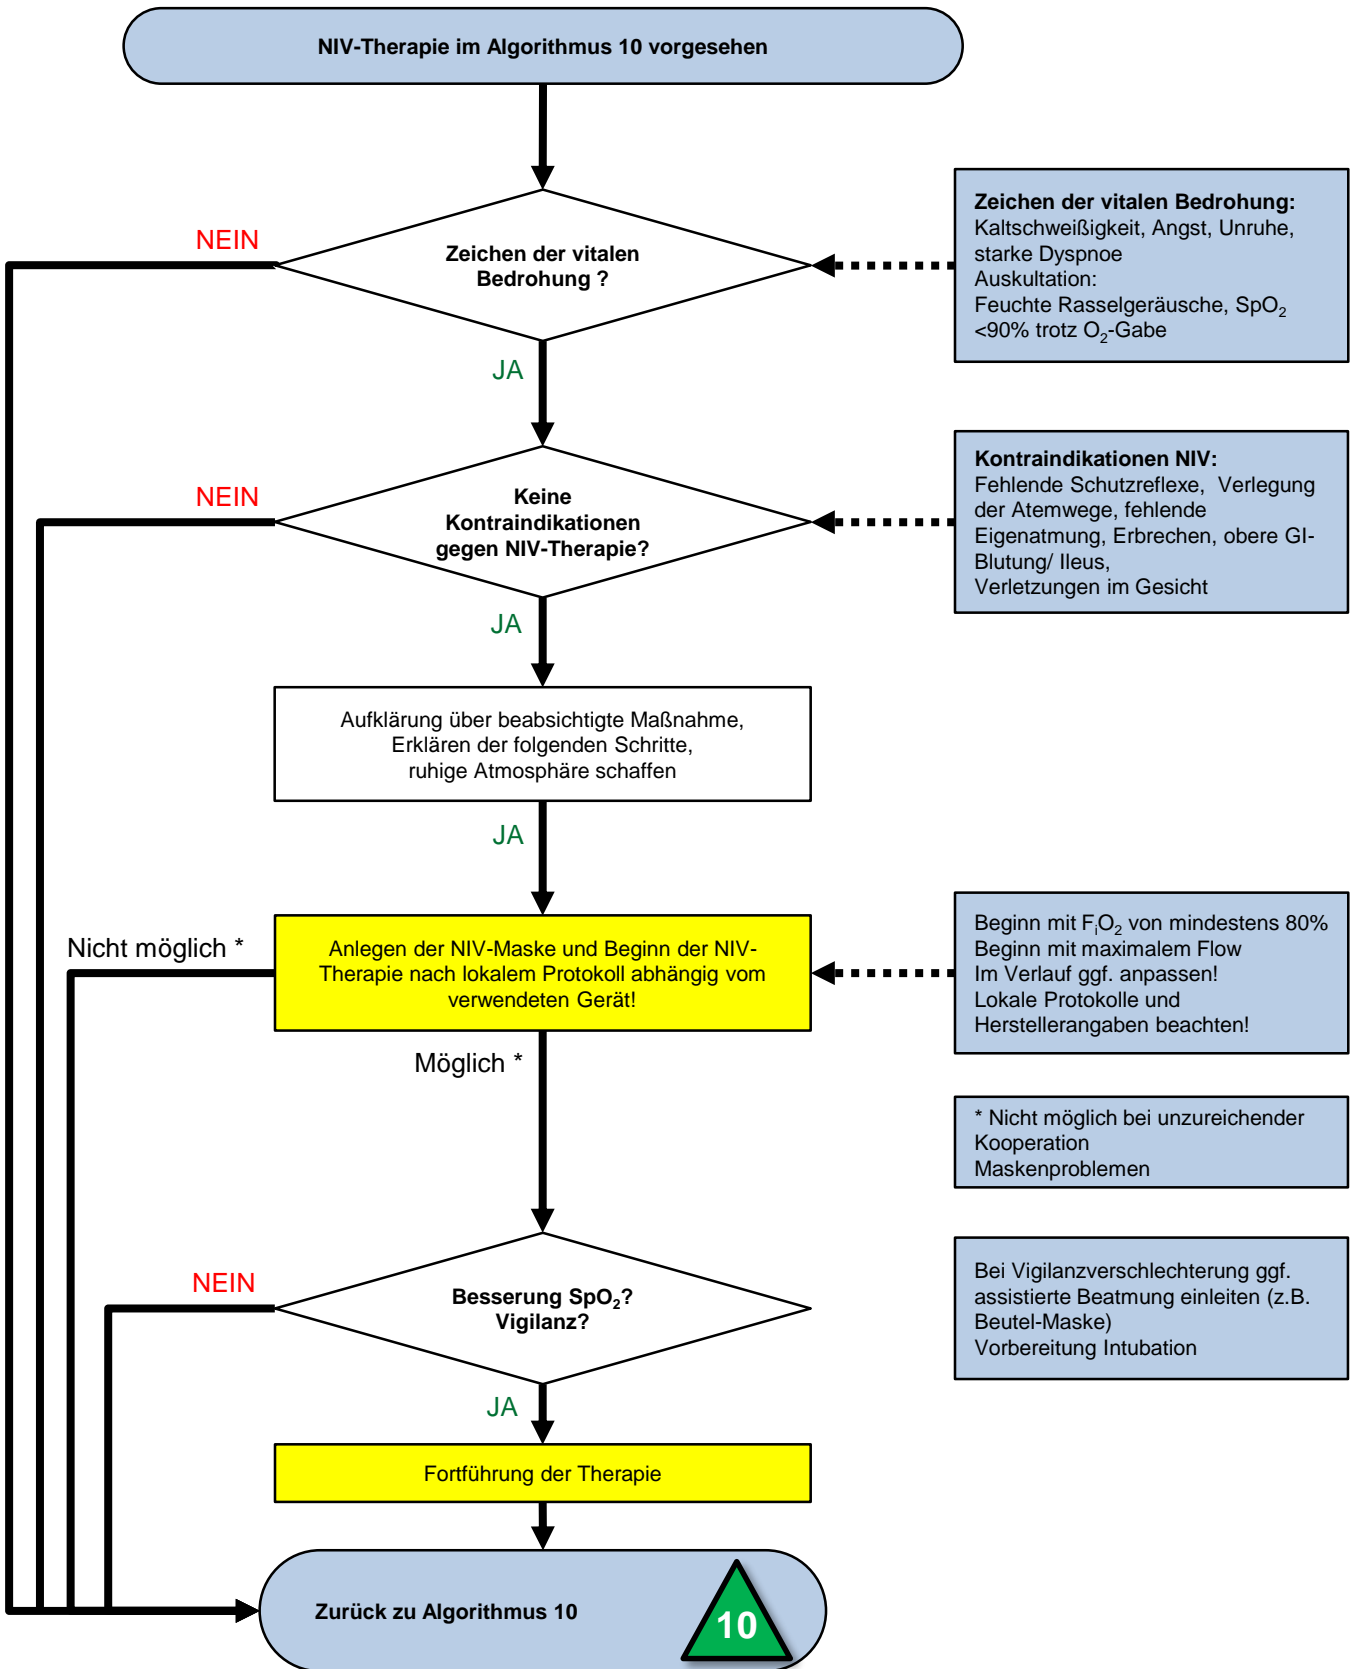 NIV-Therapie im Algorithmus 10 vorgesehen
NEIN
Zeichen der vitalen
Bedrohung ?
Zeichen der vitalen Bedrohung:
Kaltschweißigkeit, Angst, Unruhe,
starke Dyspnoe
Auskultation:
Feuchte Rasselgeräusche, SpO₂
<90% trotz O₂-Gabe
JA
NEIN
Keine
Kontraindikationen
gegen NIV-Therapie?
Kontraindikationen NIV:
Fehlende Schutzreflexe, Verlegung
der Atemwege, fehlende
Eigenatmung, Erbrechen, obere GI-
Blutung/ Ileus,
Verletzungen im Gesicht
JA
Aufklärung über beabsichtigte Maßnahme,
Erklären der folgenden Schritte,
ruhige Atmosphäre schaffen
JA
Nicht möglich *
Anlegen der NIV-Maske und Beginn der NIV-
Therapie nach lokalem Protokoll abhängig vom
verwendeten Gerät!
Beginn mit FᵢO₂ von mindestens 80%
Beginn mit maximalem Flow
Im Verlauf ggf. anpassen!
Lokale Protokolle und
Herstellerangaben beachten!
Möglich *
* Nicht möglich bei unzureichender
Kooperation
Maskenproblemen
NEIN
Besserung SpO₂?
Vigilanz?
Bei Vigilanzverschlechterung ggf.
assistierte Beatmung einleiten (z.B.
Beutel-Maske)
Vorbereitung Intubation
JA
Fortführung der Therapie
Zurück zu Algorithmus 10
10